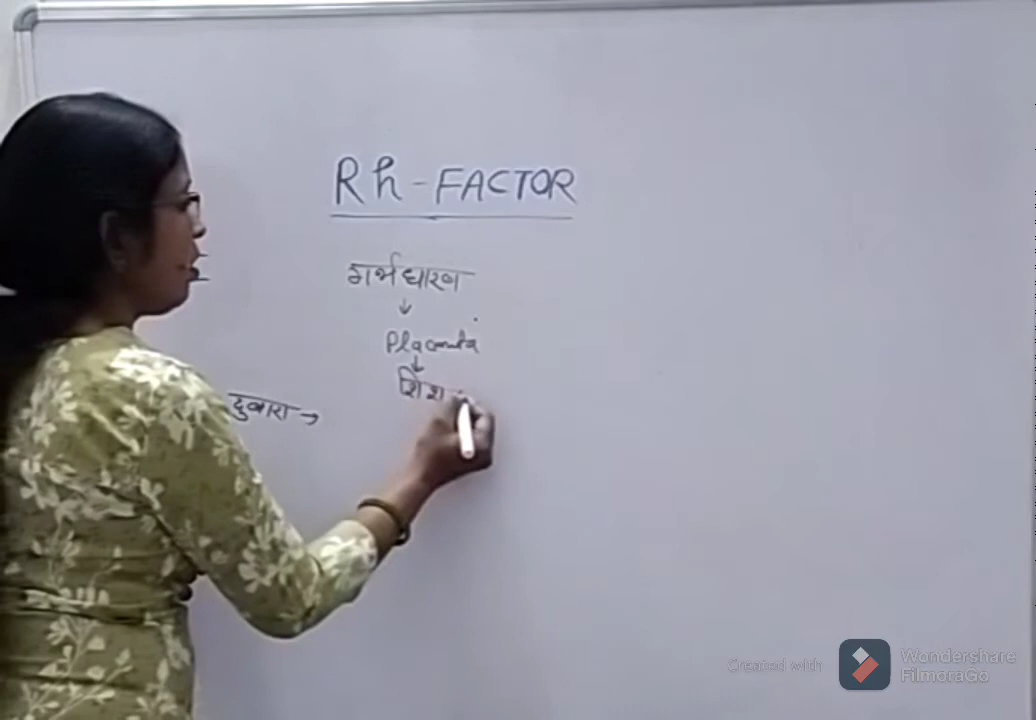 Rh - FACTOR
गर्भधारण
↓
Placenta
↓
शिश
दुबारा →
Created with Wondershare FilmoraGo